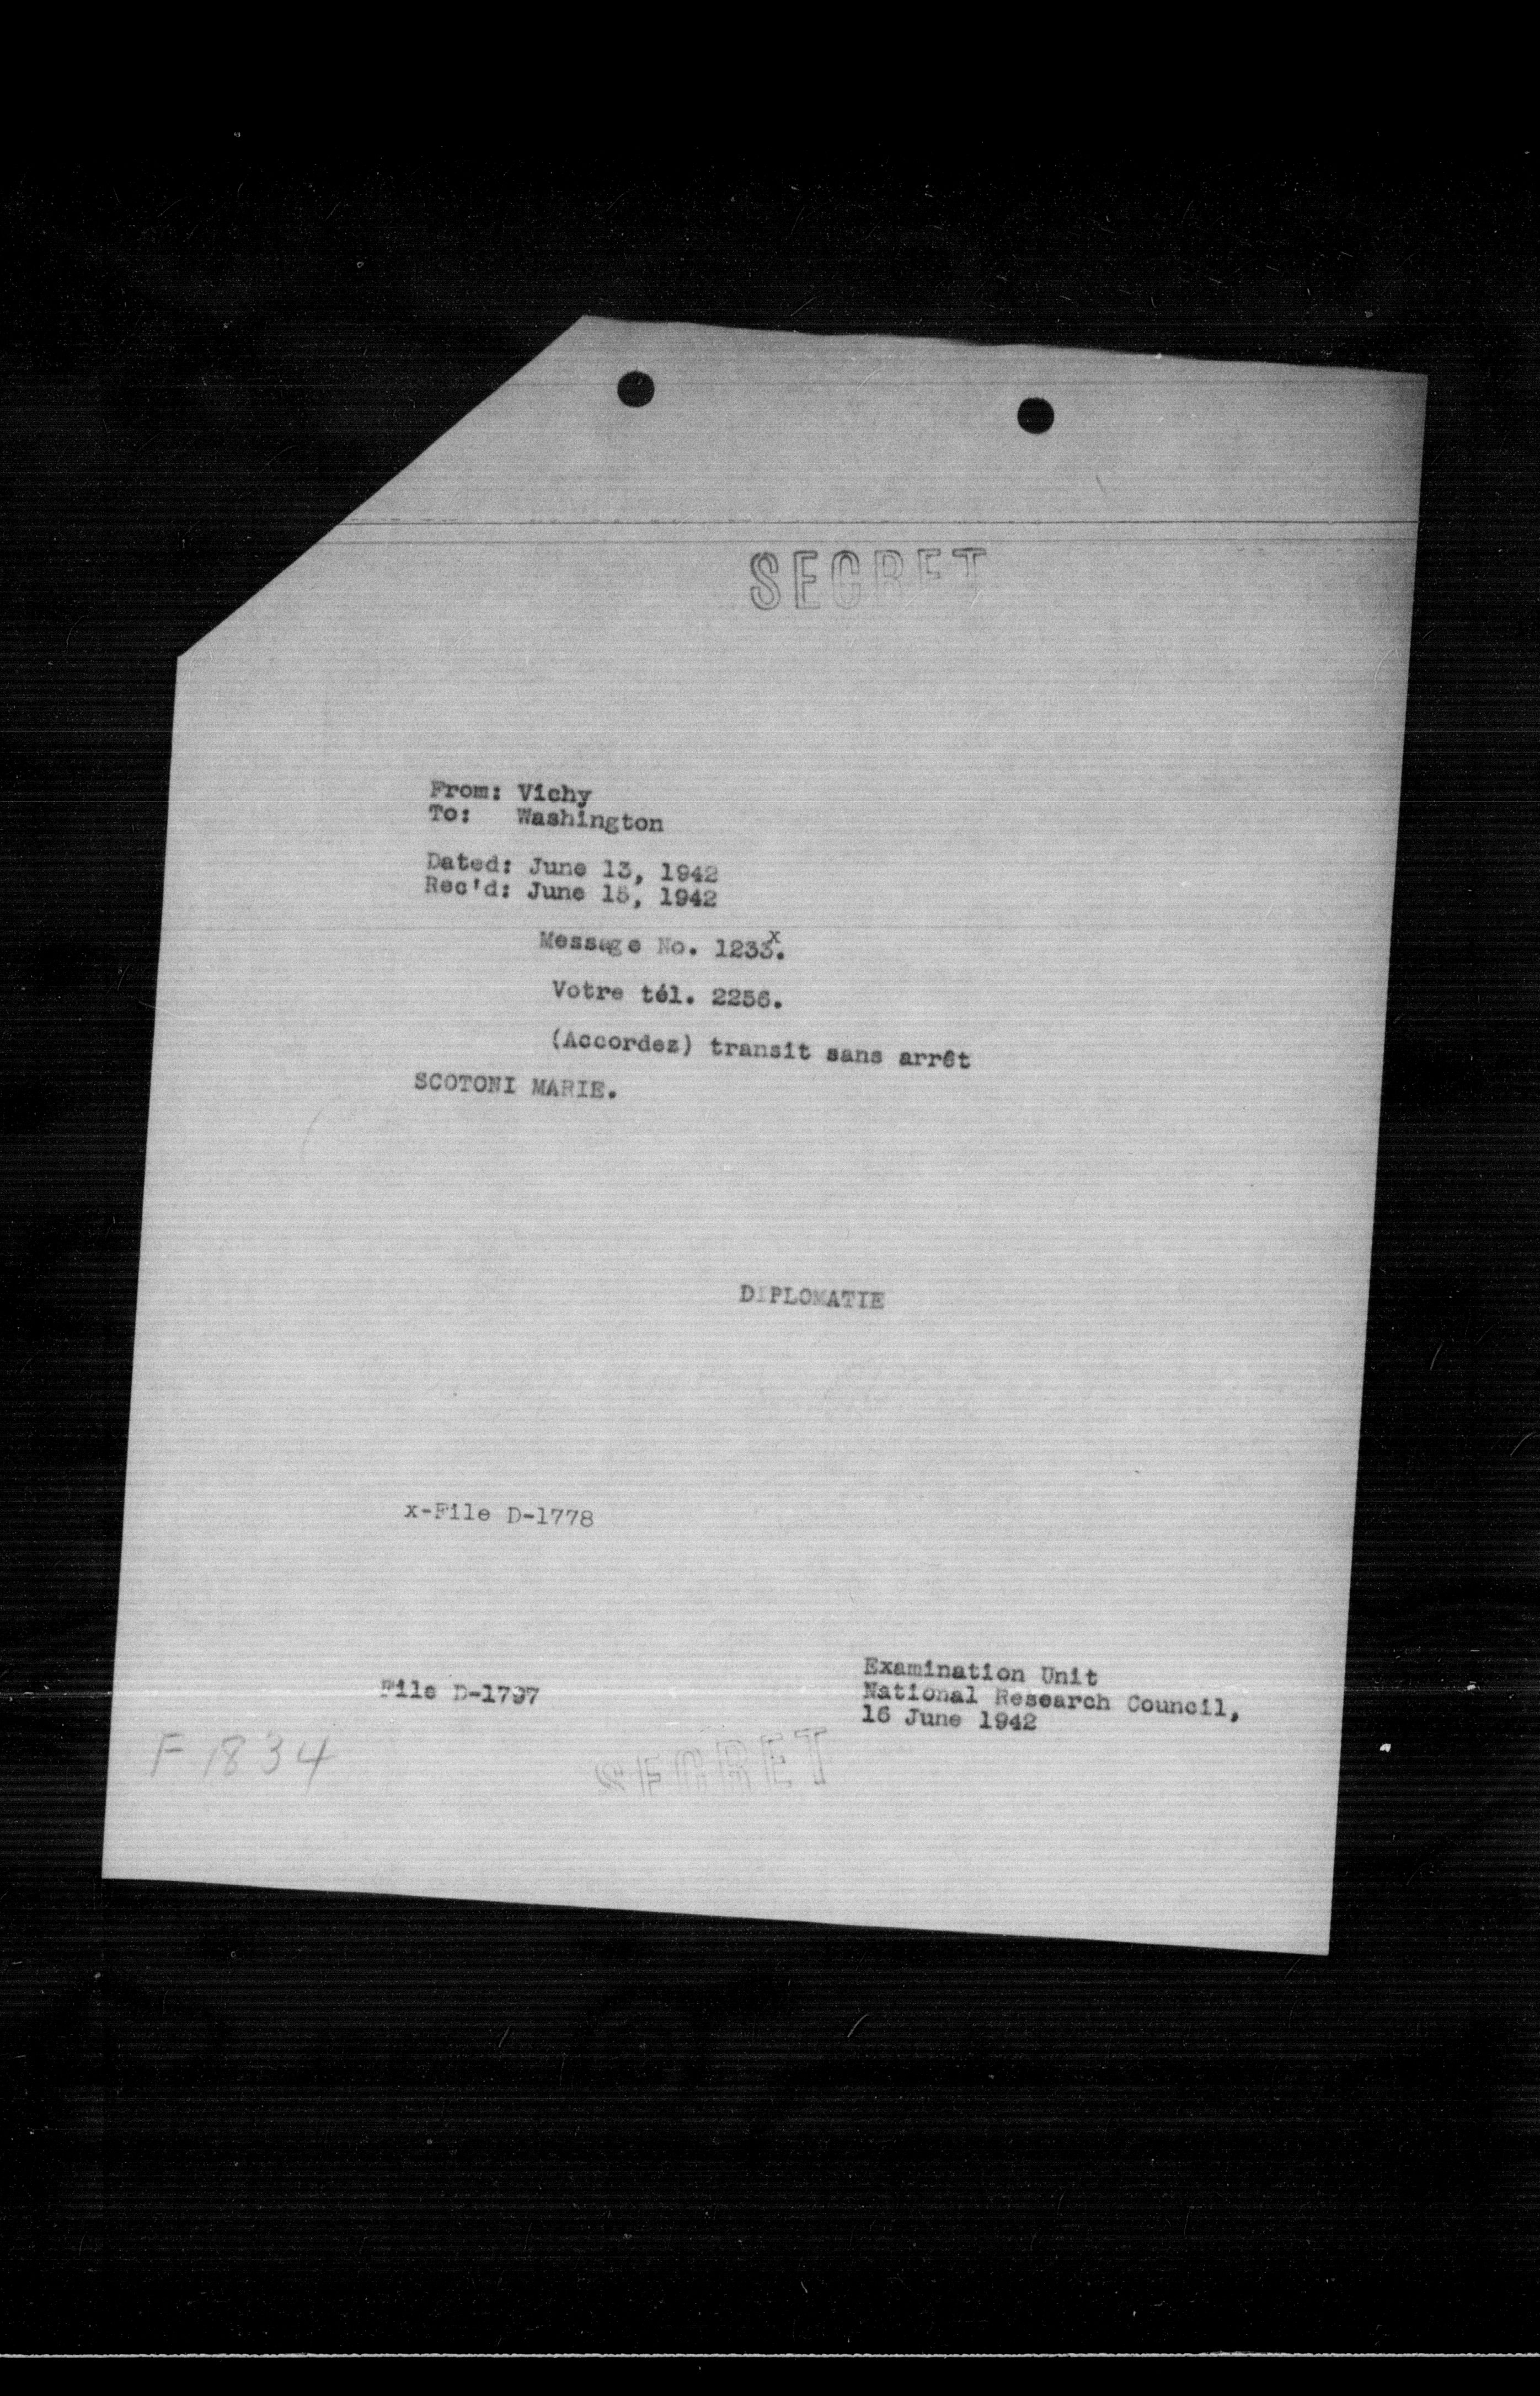 SECRET
From: Vichy
To: Washington
Dated: June 13, 1942
Rec'd: June 15, 1942
Message No. 1233x.
Votre tél. 2256.
(Accordez) transit sans arrêt
SCOTONI MARIE.
DIPLOMATIE
x-File D-1778
File D-1797
Examination Unit
National Research Council,
16 June 1942
F 1834
SECRET